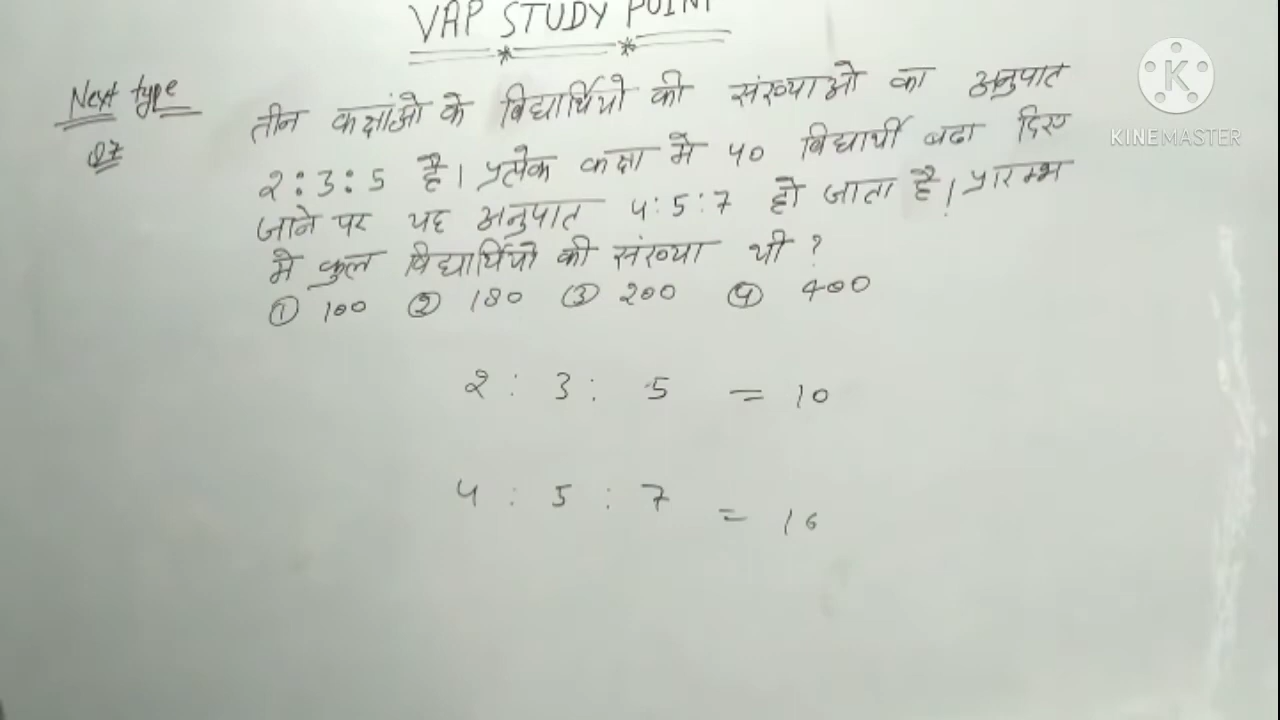 VAP STUDY POINT
Next type
Q7
तीन कक्षांओ के विद्यार्थियो की संख्याओ का अनुपात
2:3:5 है। प्रत्येक कक्षा मे 40 विद्यार्थी बढा दिए
जाने पर यह अनुपात 4:5:7 हो जाता है। प्रारम्भ
मे कुल विद्यार्थियो की संख्या थी ?
① 100 ② 180 ③ 200 ④ 400
2 : 3 : 5 = 10
4 : 5 : 7 = 16
K
KINEMASTER